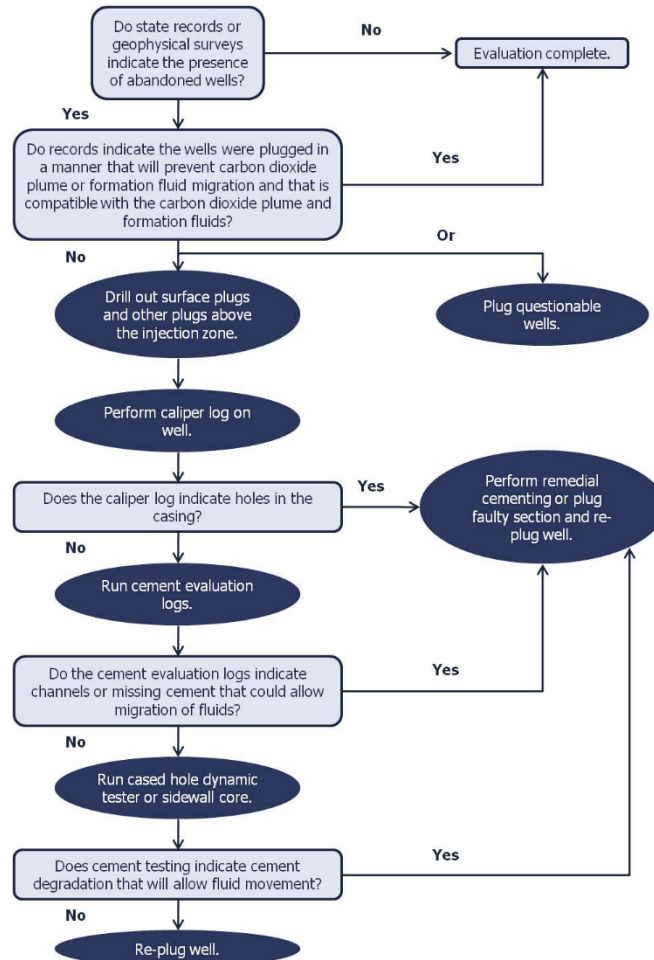 Do state records or
geophysical surveys
indicate the presence
of abandoned wells?
No
Evaluation complete.
Yes
Do records indicate the wells were plugged in
a manner that will prevent carbon dioxide
plume or formation fluid migration and that is
compatible with the carbon dioxide plume and
formation fluids?
Yes
No
Or
Drill out surface plugs
and other plugs above
the injection zone.
Plug questionable
wells.
Perform caliper log on
well.
Does the caliper log indicate holes in the
casing?
Yes
Perform remedial
cementing or plug
faulty section and re-
plug well.
No
Run cement evaluation
logs.
Do the cement evaluation logs indicate
channels or missing cement that could allow
migration of fluids?
Yes
No
Run cased hole dynamic
tester or sidewall core.
Does cement testing indicate cement
degradation that will allow fluid movement?
Yes
No
Re-plug well.